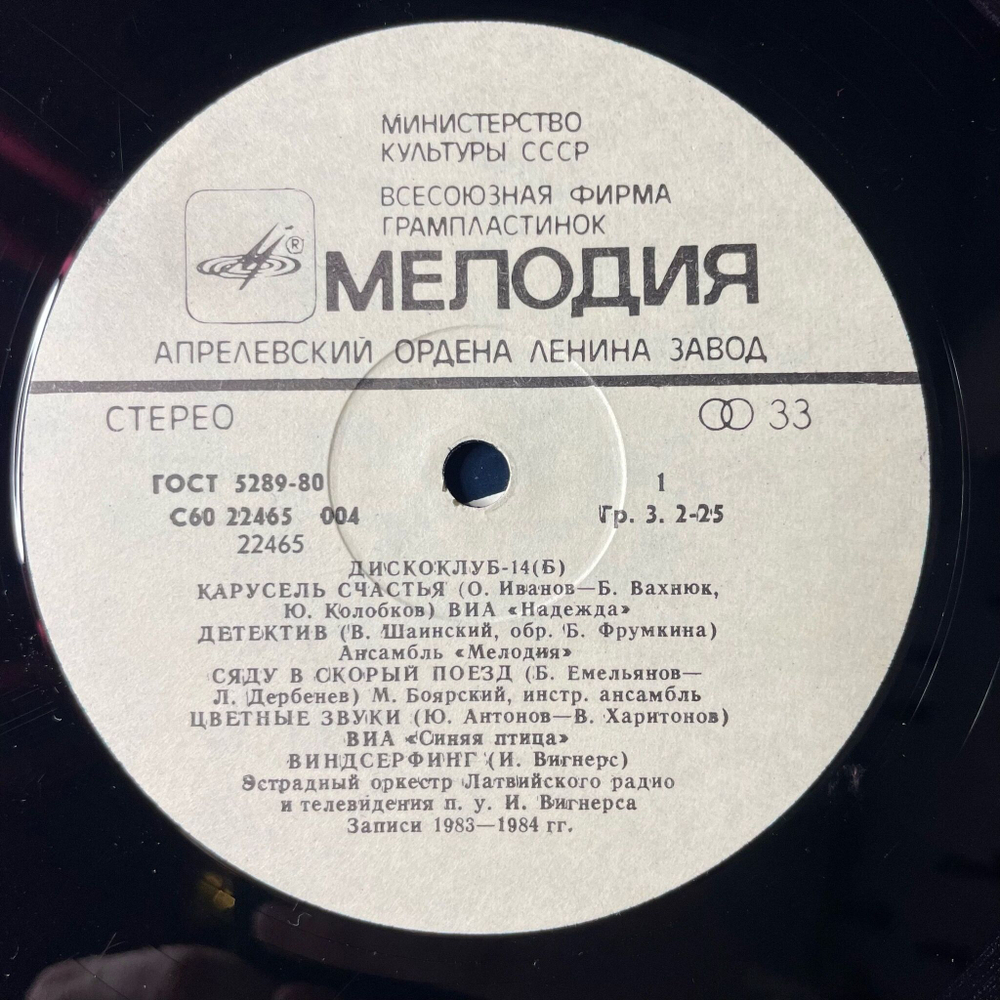 МИНИСТЕРСТВО
КУЛЬТУРЫ СССР
ВСЕСОЮЗНАЯ ФИРМА
ГРАМПЛАСТИНОК
®
МЕЛОДИЯ
АПРЕЛЕВСКИЙ ОРДЕНА ЛЕНИНА ЗАВОД
СТЕРЕО 33
ГОСТ 5289-80 1
С60 22465 004 Гр. 3. 2-25
22465
ДИСКОКЛУБ-14(Б)
КАРУСЕЛЬ СЧАСТЬЯ (О. Иванов—Б. Вахнюк,
Ю. Колобков) ВИА «Надежда»
ДЕТЕКТИВ (В. Шаинский, обр. Б. Фрумкина)
Ансамбль «Мелодия»
СЯДУ В СКОРЫЙ ПОЕЗД (Б. Емельянов—
Л. Дербенев) М. Боярский, инстр. ансамбль
ЦВЕТНЫЕ ЗВУКИ (Ю. Антонов—В. Харитонов)
ВИА «Синяя птица»
ВИНДСЕРФИНГ (И. Вигнерс)
Эстрадный оркестр Латвийского радио
и телевидения п. у. И. Вигнерса
Записи 1983—1984 гг.